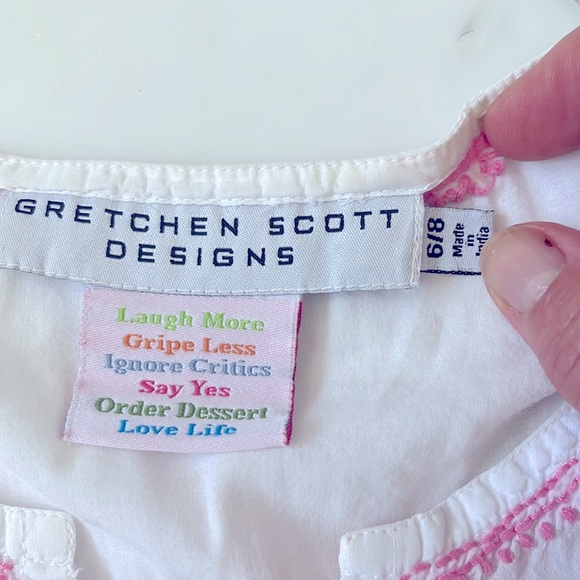 GRETCHEN SCOTT
DESIGNS
6/8
Made
in
India
Laugh More
Gripe Less
Ignore Critics
Say Yes
Order Dessert
Love Life